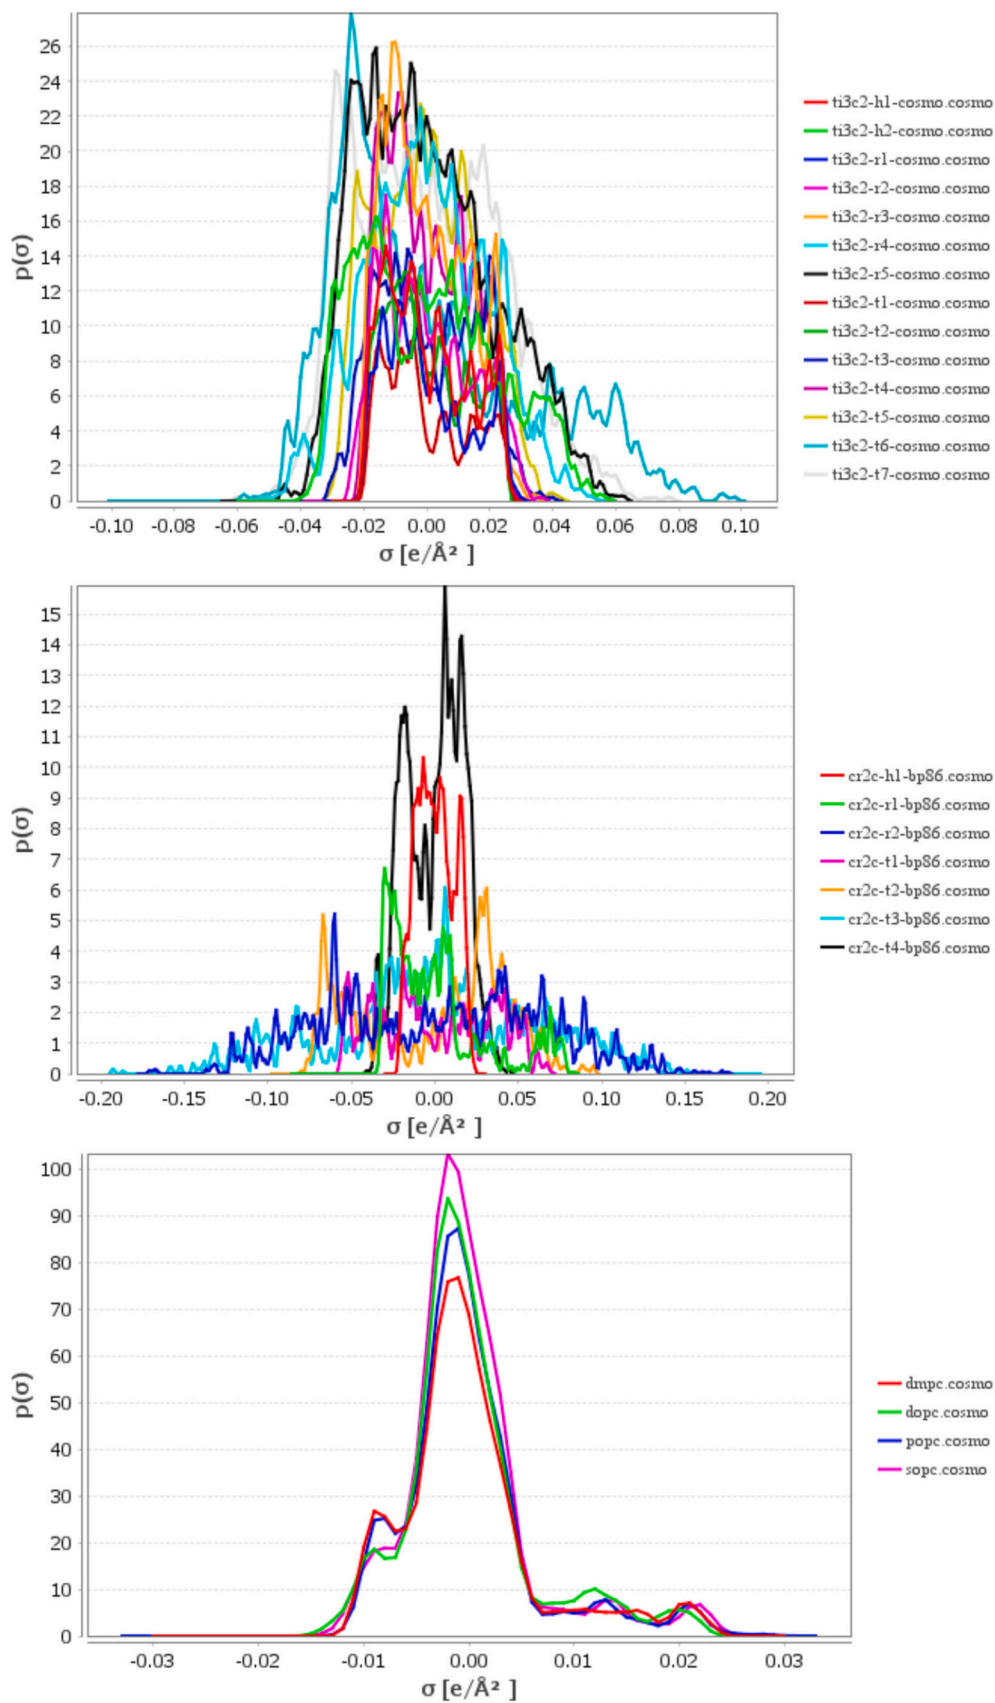 26
24
22
20
18
16
14
12
10
8
6
4
2
0
p(σ)
-0.10 -0.08 -0.06 -0.04 -0.02 0.00 0.02 0.04 0.06 0.08 0.10
σ [e/Å² ]
ti3c2-h1-cosmo.cosmo
ti3c2-h2-cosmo.cosmo
ti3c2-r1-cosmo.cosmo
ti3c2-r2-cosmo.cosmo
ti3c2-r3-cosmo.cosmo
ti3c2-r4-cosmo.cosmo
ti3c2-r5-cosmo.cosmo
ti3c2-t1-cosmo.cosmo
ti3c2-t2-cosmo.cosmo
ti3c2-t3-cosmo.cosmo
ti3c2-t4-cosmo.cosmo
ti3c2-t5-cosmo.cosmo
ti3c2-t6-cosmo.cosmo
ti3c2-t7-cosmo.cosmo
15
14
13
12
11
10
9
8
7
6
5
4
3
2
1
0
p(σ)
-0.20 -0.15 -0.10 -0.05 0.00 0.05 0.10 0.15 0.20
σ [e/Å² ]
cr2c-h1-bp86.cosmo
cr2c-r1-bp86.cosmo
cr2c-r2-bp86.cosmo
cr2c-t1-bp86.cosmo
cr2c-t2-bp86.cosmo
cr2c-t3-bp86.cosmo
cr2c-t4-bp86.cosmo
100
90
80
70
60
50
40
30
20
10
0
p(σ)
-0.03 -0.02 -0.01 0.00 0.01 0.02 0.03
σ [e/Å² ]
dmpc.cosmo
dopc.cosmo
popc.cosmo
sopc.cosmo